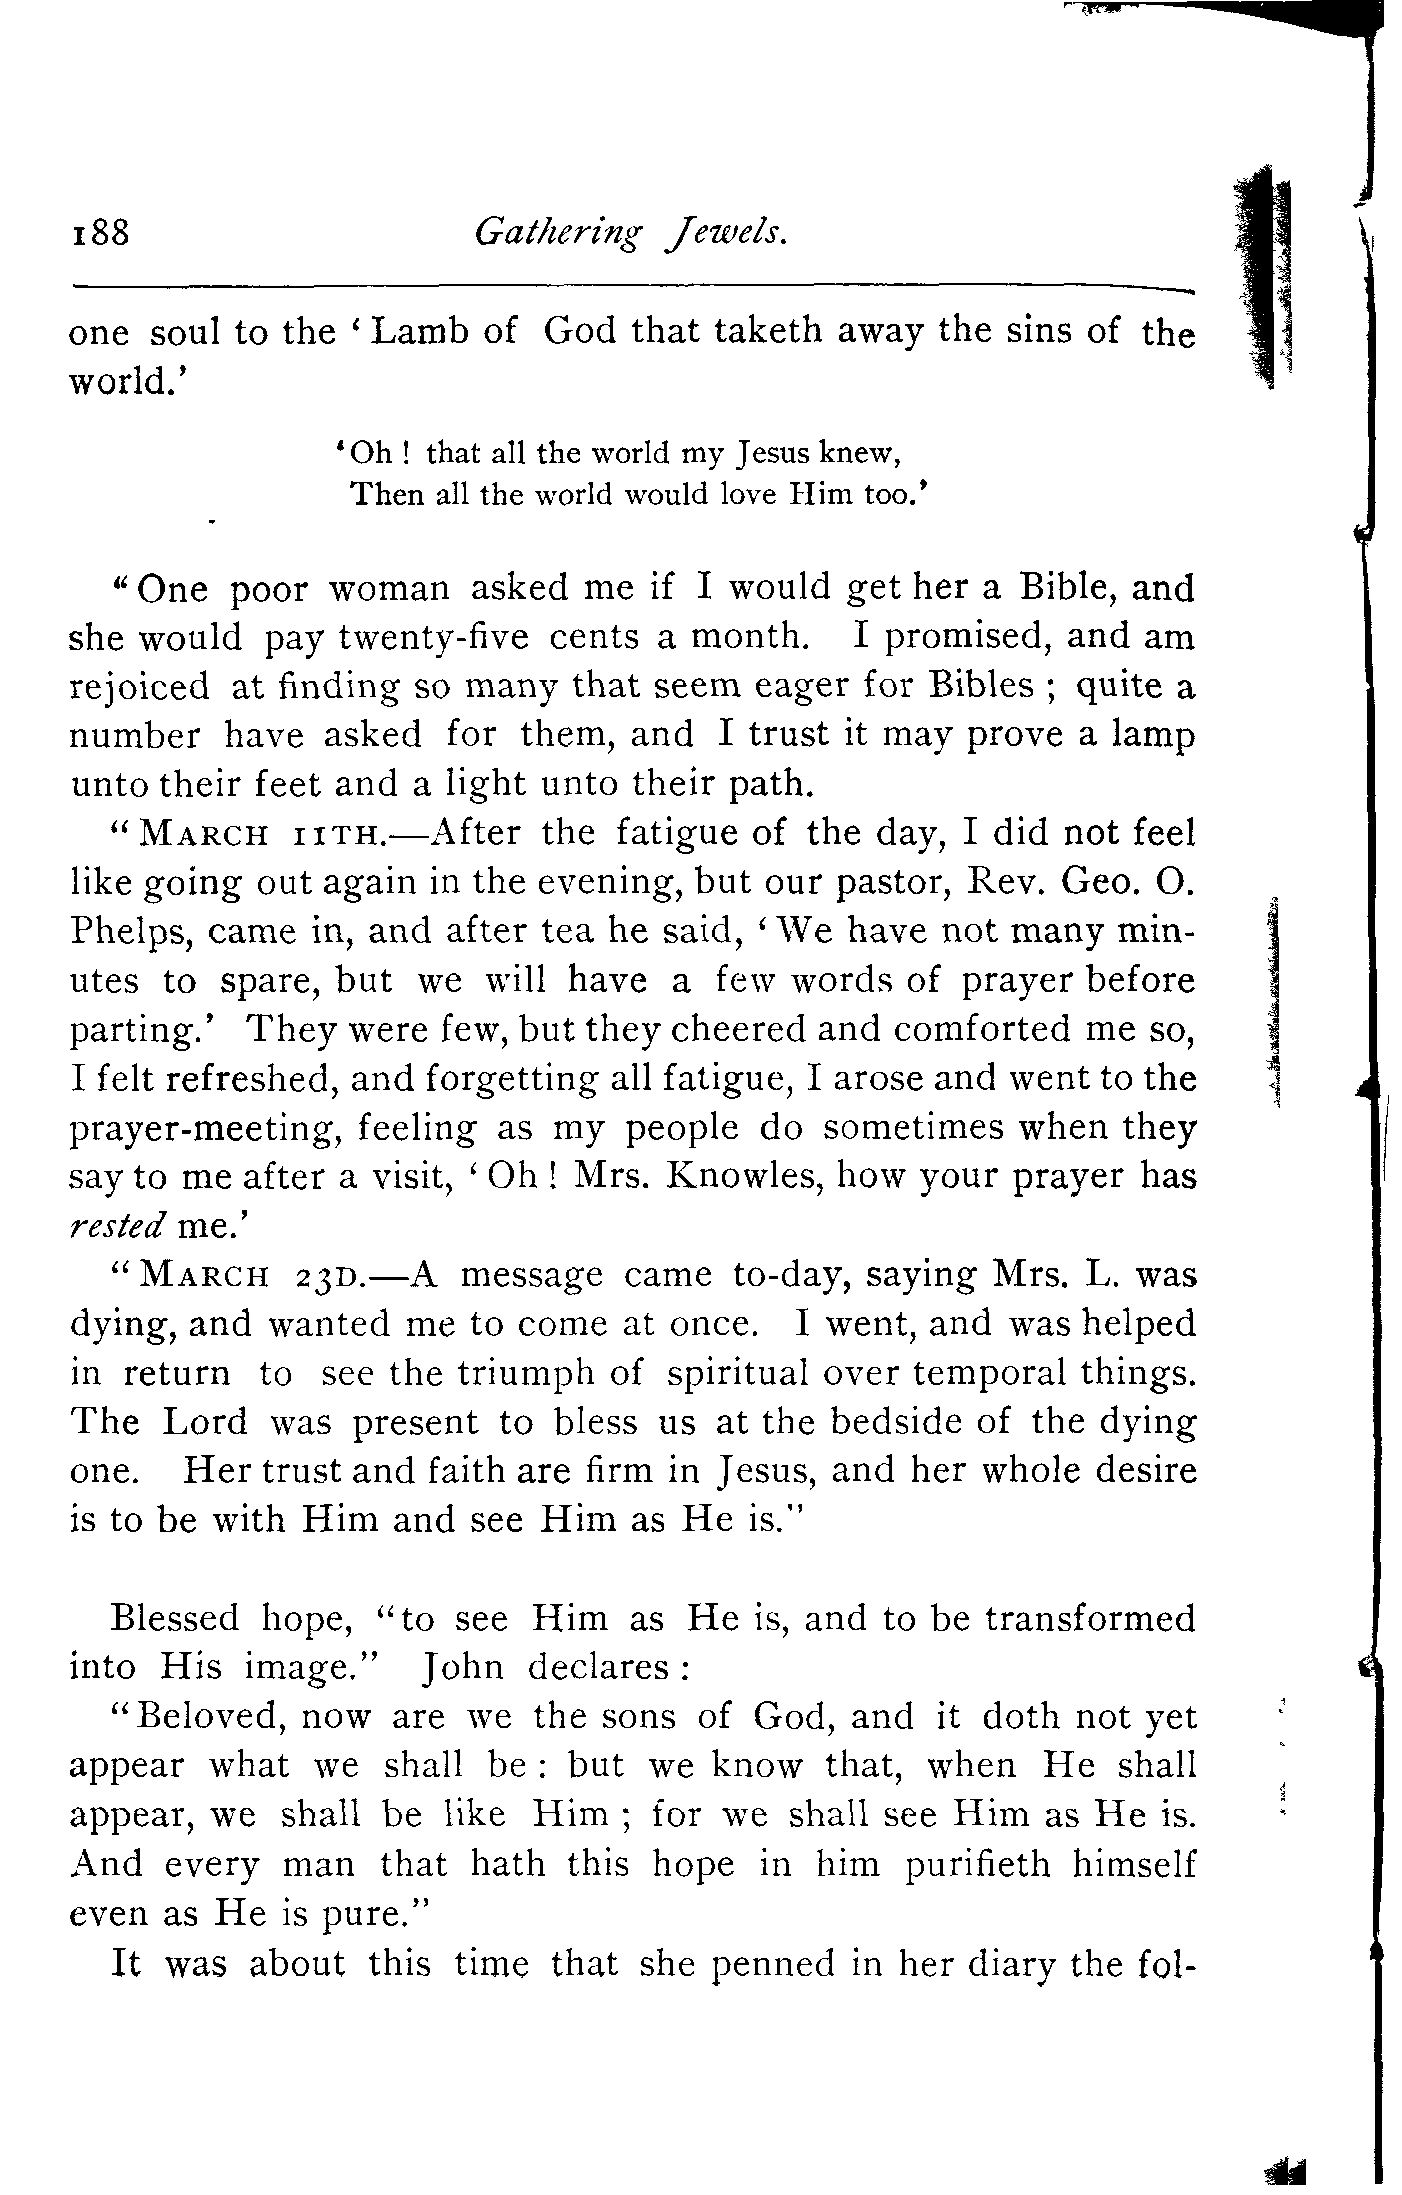 188 Gathering Jewels.
one soul to the ‘Lamb of God that taketh away the sins of the
world.’
‘Oh! that all the world my Jesus knew,
Then all the world would love Him too.’
“One poor woman asked me if I would get her a Bible, and
she would pay twenty-five cents a month. I promised, and am
rejoiced at finding so many that seem eager for Bibles; quite a
number have asked for them, and I trust it may prove a lamp
unto their feet and a light unto their path.
“MARCH 11TH.—After the fatigue of the day, I did not feel
like going out again in the evening, but our pastor, Rev. Geo. O.
Phelps, came in, and after tea he said, ‘We have not many min-
utes to spare, but we will have a few words of prayer before
parting.’ They were few, but they cheered and comforted me so,
I felt refreshed, and forgetting all fatigue, I arose and went to the
prayer-meeting, feeling as my people do sometimes when they
say to me after a visit, ‘Oh! Mrs. Knowles, how your prayer has
rested me.’
“MARCH 23D.—A message came to-day, saying Mrs. L. was
dying, and wanted me to come at once. I went, and was helped
in return to see the triumph of spiritual over temporal things.
The Lord was present to bless us at the bedside of the dying
one. Her trust and faith are firm in Jesus, and her whole desire
is to be with Him and see Him as He is.”
Blessed hope, “to see Him as He is, and to be transformed
into His image.” John declares:
“Beloved, now are we the sons of God, and it doth not yet
appear what we shall be: but we know that, when He shall
appear, we shall be like Him; for we shall see Him as He is.
And every man that hath this hope in him purifieth himself
even as He is pure.”
It was about this time that she penned in her diary the fol-